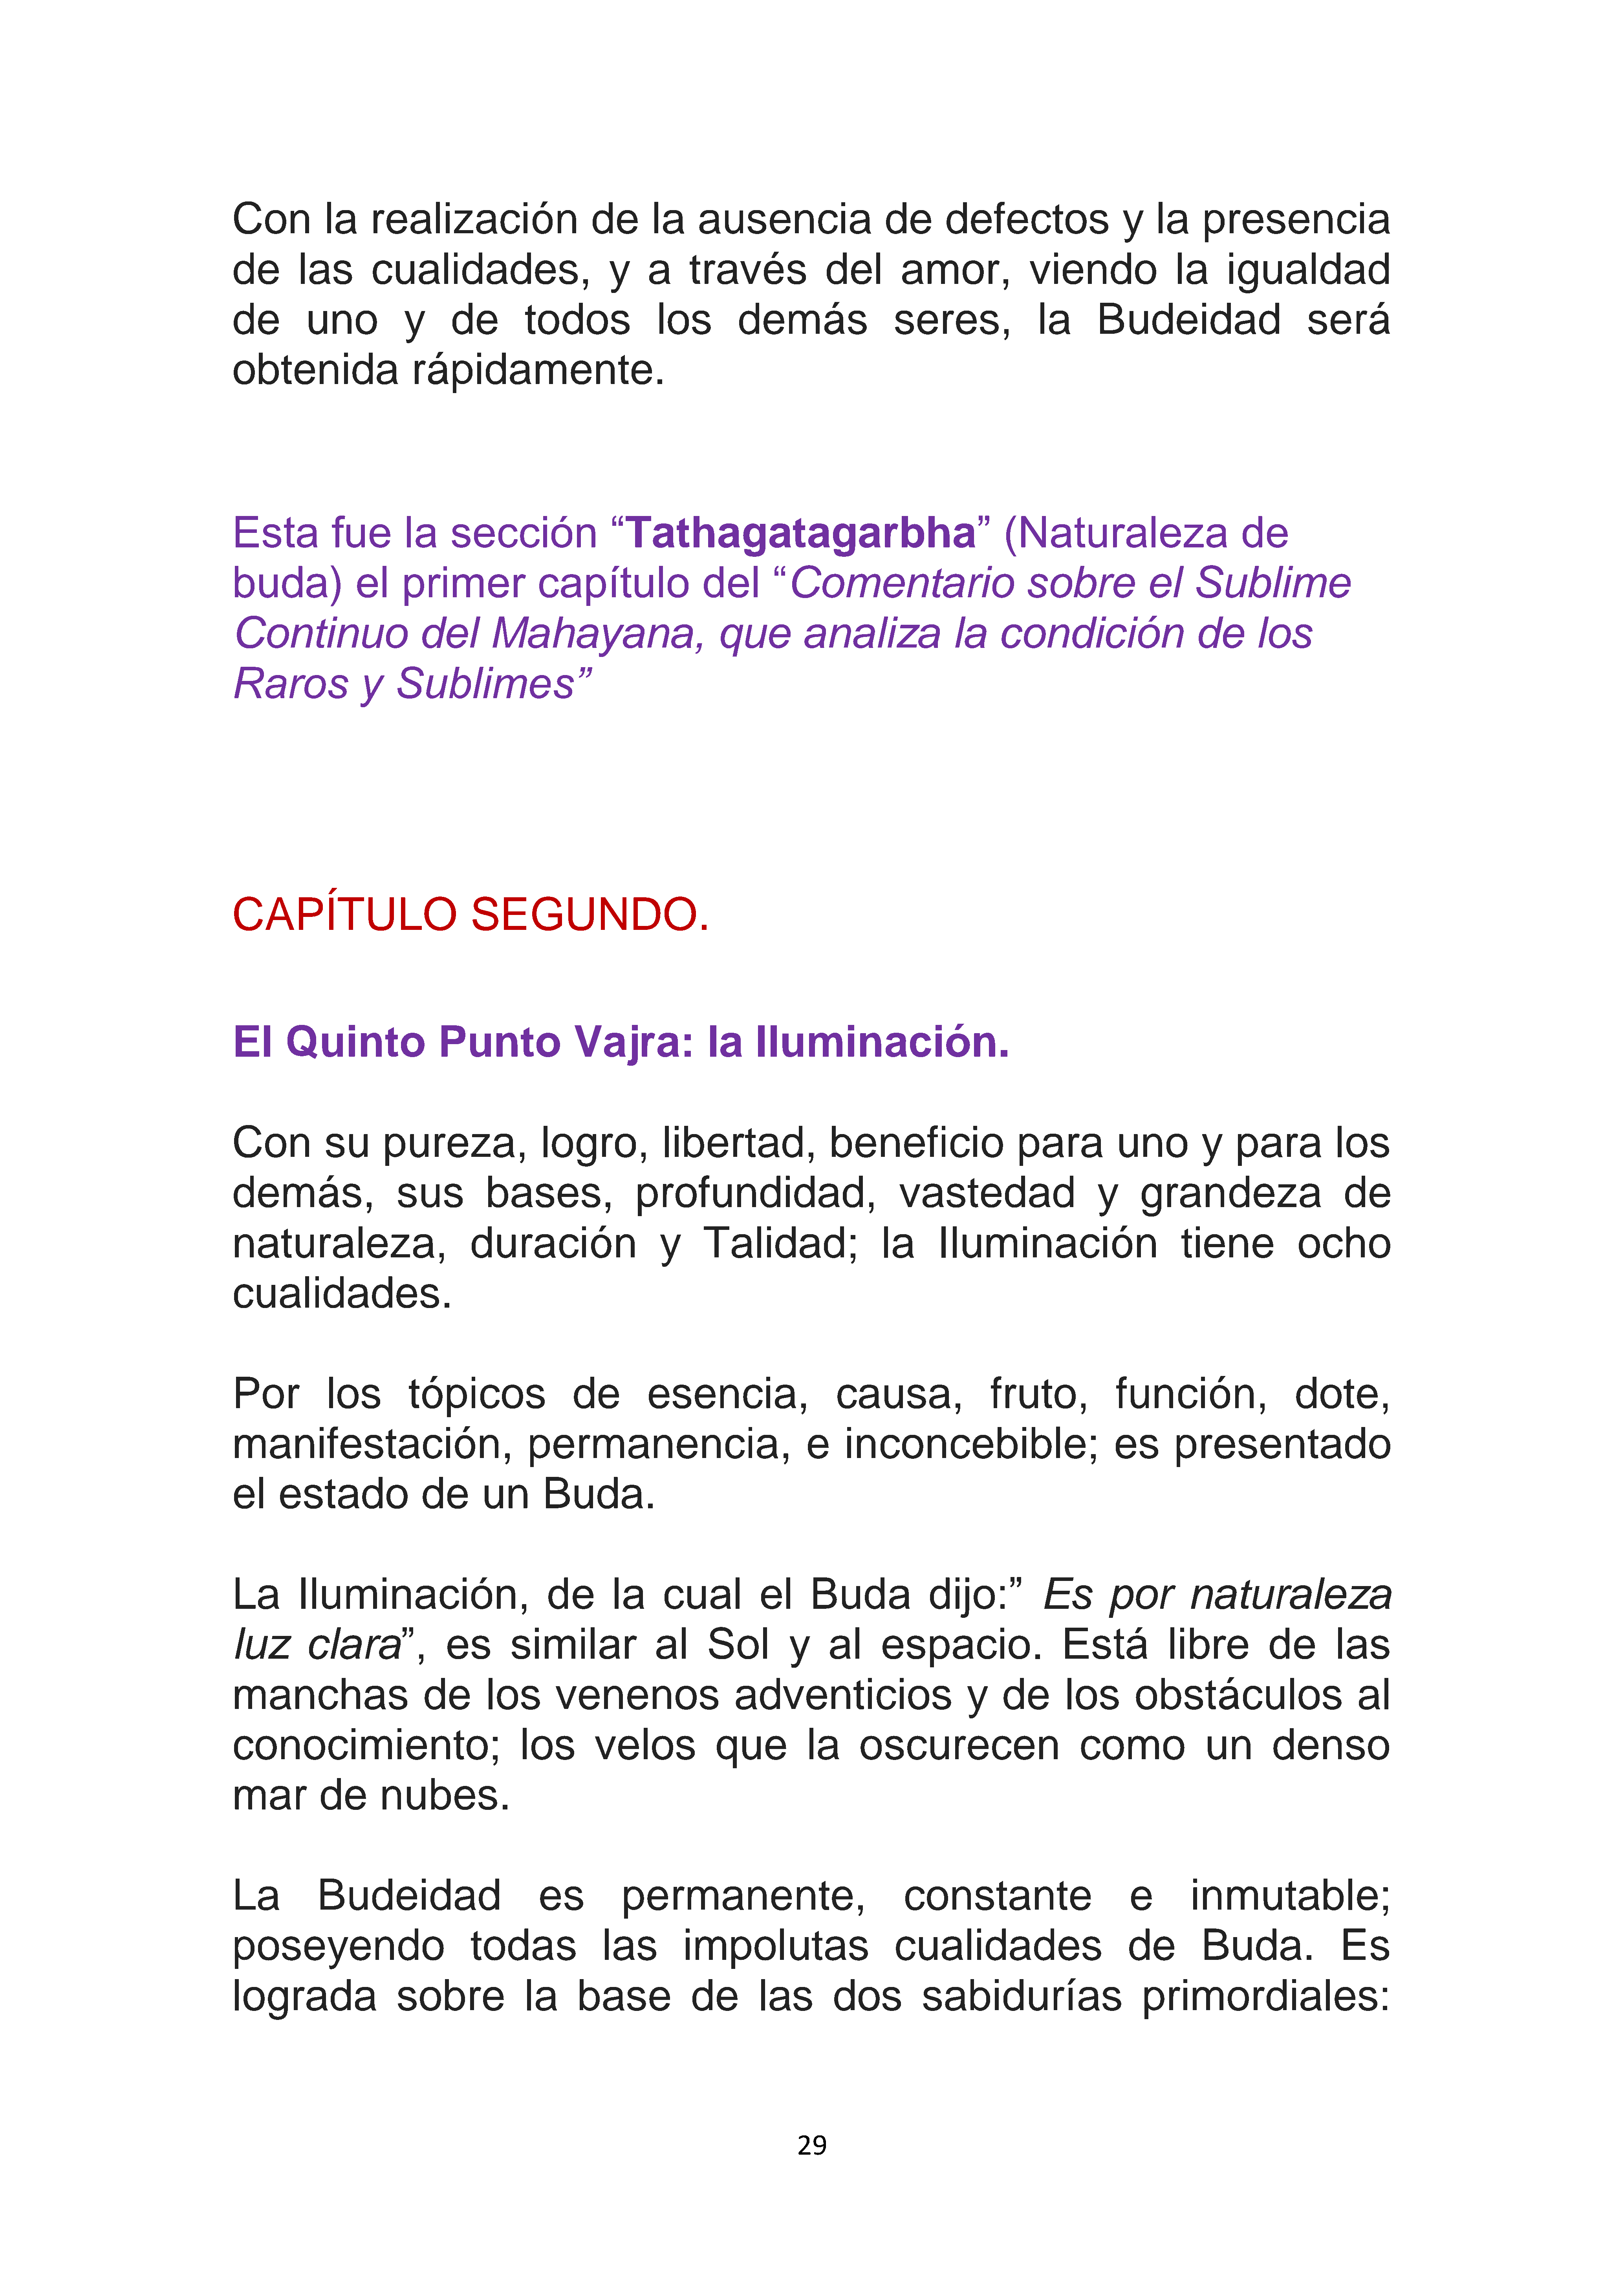 Con la realización de la ausencia de defectos y la presencia
de las cualidades, y a través del amor, viendo la igualdad
de uno y de todos los demás seres, la Budeidad será
obtenida rápidamente.
Esta fue la sección “Tathagatagarbha” (Naturaleza de
buda) el primer capítulo del “Comentario sobre el Sublime
Continuo del Mahayana, que analiza la condición de los
Raros y Sublimes”
CAPÍTULO SEGUNDO.
El Quinto Punto Vajra: la Iluminación.
Con su pureza, logro, libertad, beneficio para uno y para los
demás, sus bases, profundidad, vastedad y grandeza de
naturaleza, duración y Talidad; la Iluminación tiene ocho
cualidades.
Por los tópicos de esencia, causa, fruto, función, dote,
manifestación, permanencia, e inconcebible; es presentado
el estado de un Buda.
La Iluminación, de la cual el Buda dijo:” Es por naturaleza
luz clara”, es similar al Sol y al espacio. Está libre de las
manchas de los venenos adventicios y de los obstáculos al
conocimiento; los velos que la oscurecen como un denso
mar de nubes.
La Budeidad es permanente, constante e inmutable;
poseyendo todas las impolutas cualidades de Buda. Es
lograda sobre la base de las dos sabidurías primordiales:
29